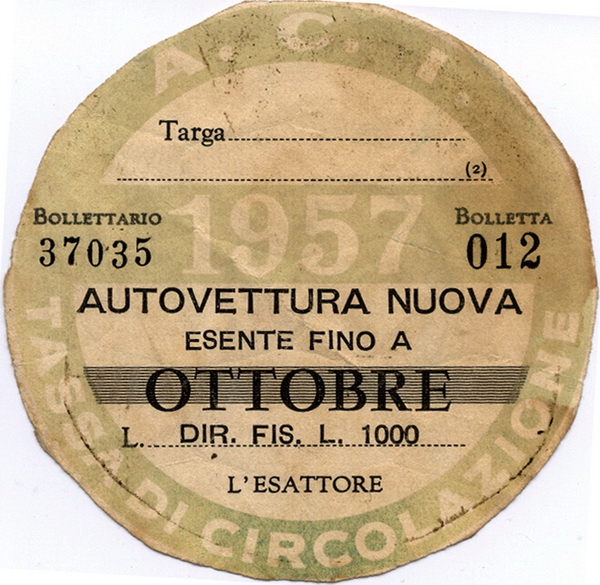 A. C. I.
Targa
(2)
1957
BOLLETTARIO
37035
BOLLETTA
012
AUTOVETTURA NUOVA
ESENTE FINO A
OTTOBRE
L. DIR. FIS. L. 1000
L'ESATTORE
TASSA DI CIRCOLAZIONE